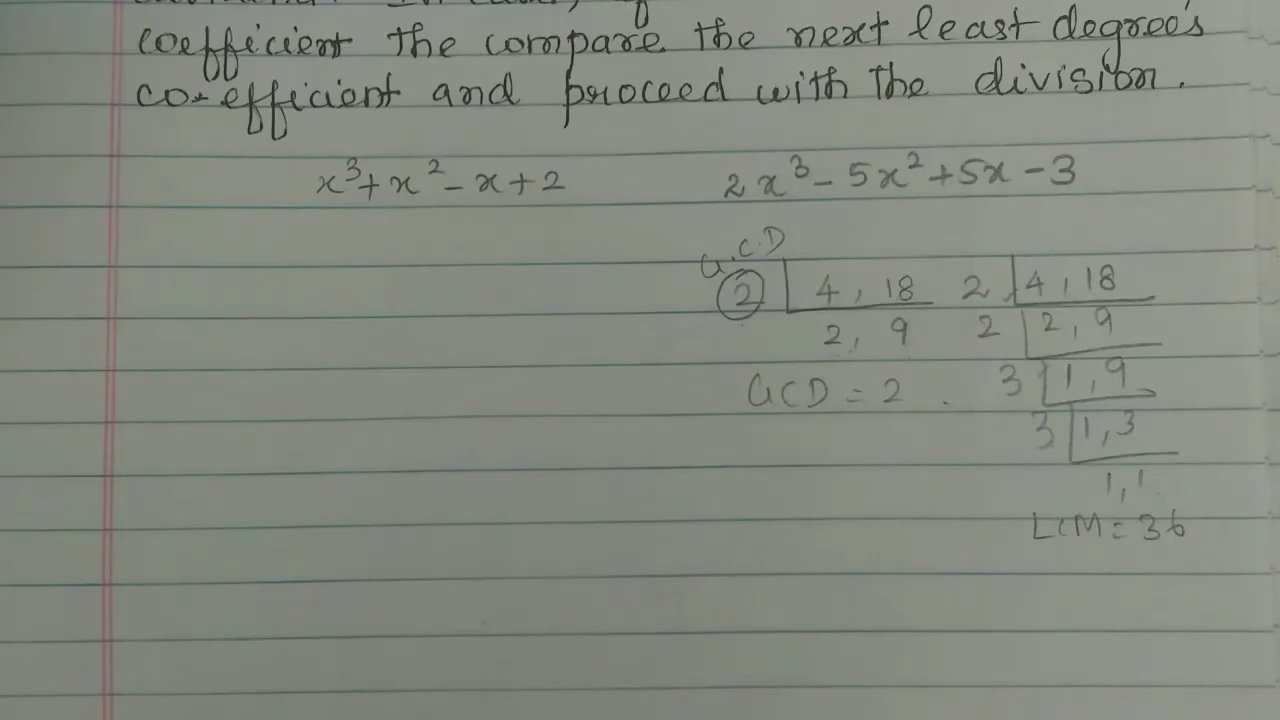 coefficient the compare the next least degree's
co-efficient and proceed with the division.
x³+x²-x+2 2x³-5x²+5x-3
G.C.D
2 4, 18 2 4, 18
2, 9 2 2, 9
GCD = 2. 3 1, 9
3 1, 3
1, 1
LCM = 36